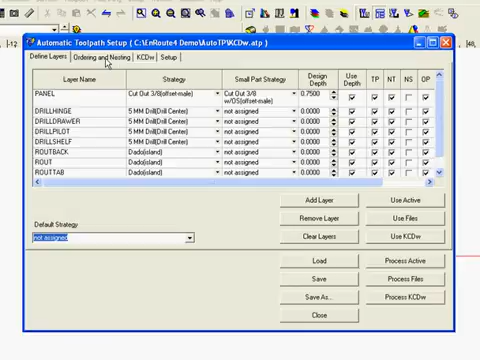 Automatic Toolpath Setup ( C:\EnRoute4 Demo\AutoTP\KCDw.atp )
Define Layers Ordering and Nesting KCDw Setup
Layer Name Strategy Small Part Strategy Design Depth Use Depth TP NT NS OP
PANEL Cut Out 3/8(offset-male) Cut Out 3/8 w/OS(offset-male) 0.7500
DRILLHINGE 5 MM Drill(Drill Center) not assigned 0.0000
DRILLDRAWER 5 MM Drill(Drill Center) not assigned 0.0000
DRILLPILOT 5 MM Drill(Drill Center) not assigned 0.0000
DRILLSHELF 5 MM Drill(Drill Center) not assigned 0.0000
ROUTBACK Dado(island) not assigned 0.0000
ROUT Dado(island) not assigned 0.0000
ROUTTAB Dado(island) not assigned 0.0000
Add Layer Use Active
Remove Layer Use Files
Clear Layers Use KCDw
Default Strategy
not assigned
Load Process Active
Save Process Files
Save As... Process KCDw
Close